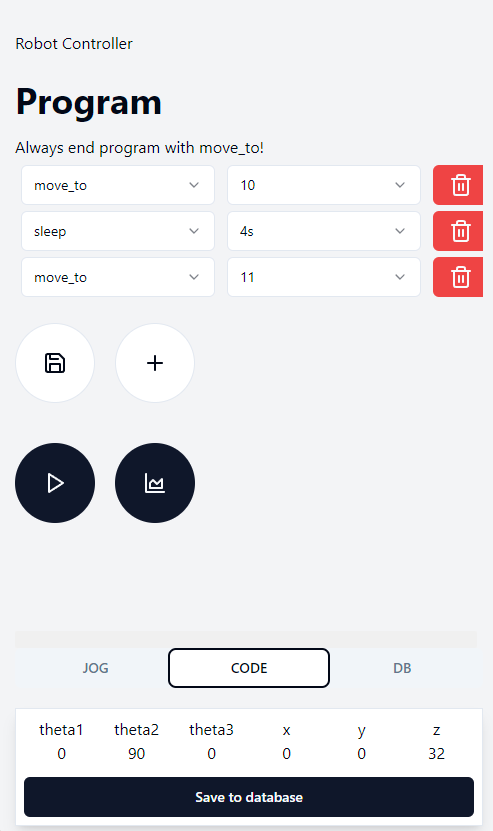 Robot Controller
Program
Always end program with move_to!
move_to 10
sleep 4s
move_to 11
JOG CODE DB
theta1 theta2 theta3 x y z
0 90 0 0 0 32
Save to database